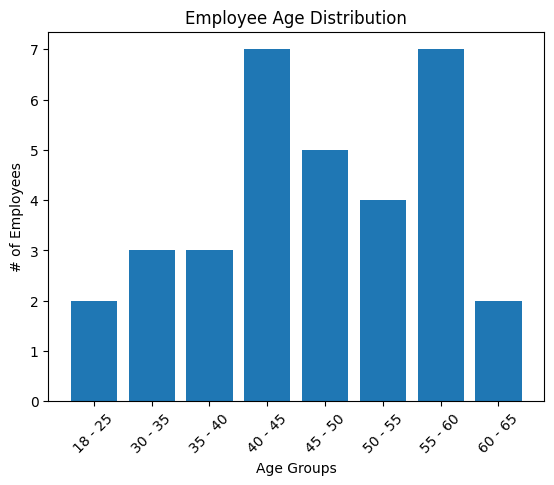 Employee Age Distribution
7
6
5
4
3
2
1
0
# of Employees
18 - 25
30 - 35
35 - 40
40 - 45
45 - 50
50 - 55
55 - 60
60 - 65
Age Groups